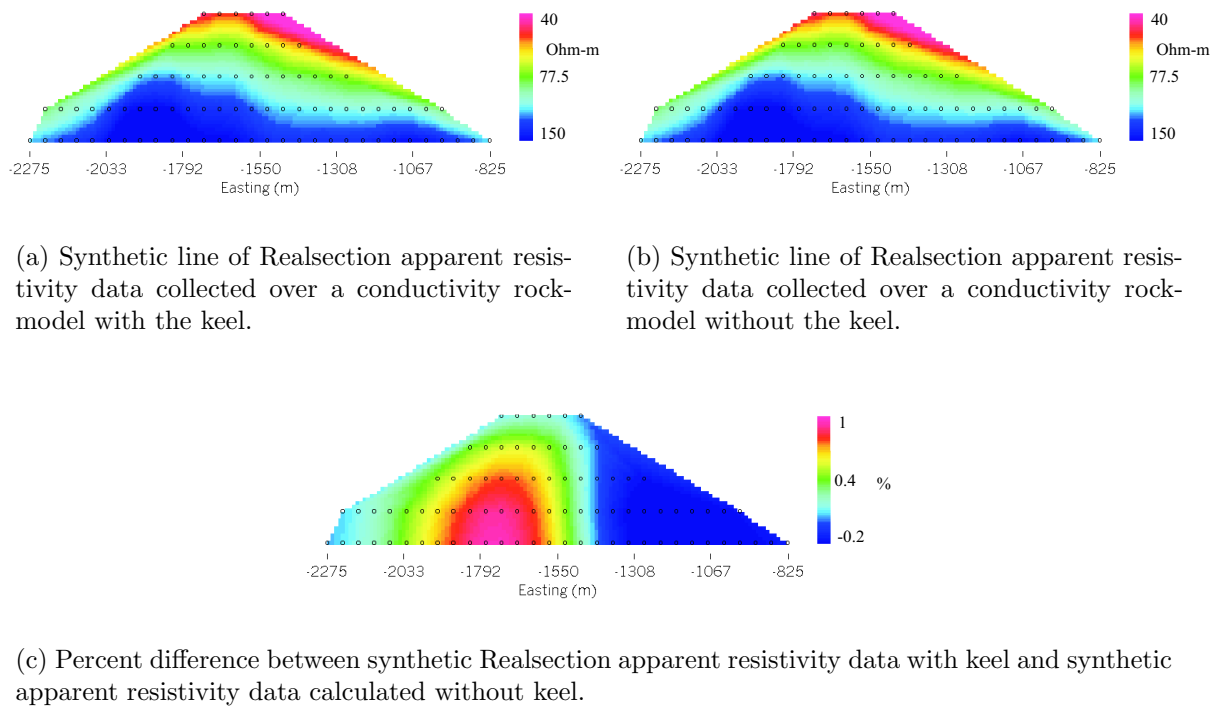 40
Ohm-m
77.5
150
-2275 -2033 -1792 -1550 -1308 -1067 -825
Easting (m)
40
Ohm-m
77.5
150
-2275 -2033 -1792 -1550 -1308 -1067 -825
Easting (m)
(a) Synthetic line of Realsection apparent resis-
tivity data collected over a conductivity rock-
model with the keel.
(b) Synthetic line of Realsection apparent resis-
tivity data collected over a conductivity rock-
model without the keel.
1
0.4 %
-0.2
-2275 -2033 -1792 -1550 -1308 -1067 -825
Easting (m)
(c) Percent difference between synthetic Realsection apparent resistivity data with keel and synthetic
apparent resistivity data calculated without keel.